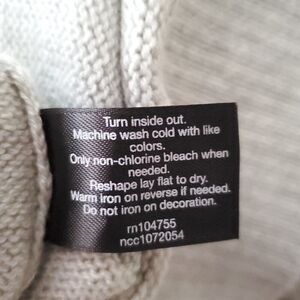 Turn inside out.
Machine wash cold with like
colors.
Only non-chlorine bleach when
needed.
Reshape lay flat to dry.
Warm iron on reverse if needed.
Do not iron on decoration.
rn104755
ncc1072054